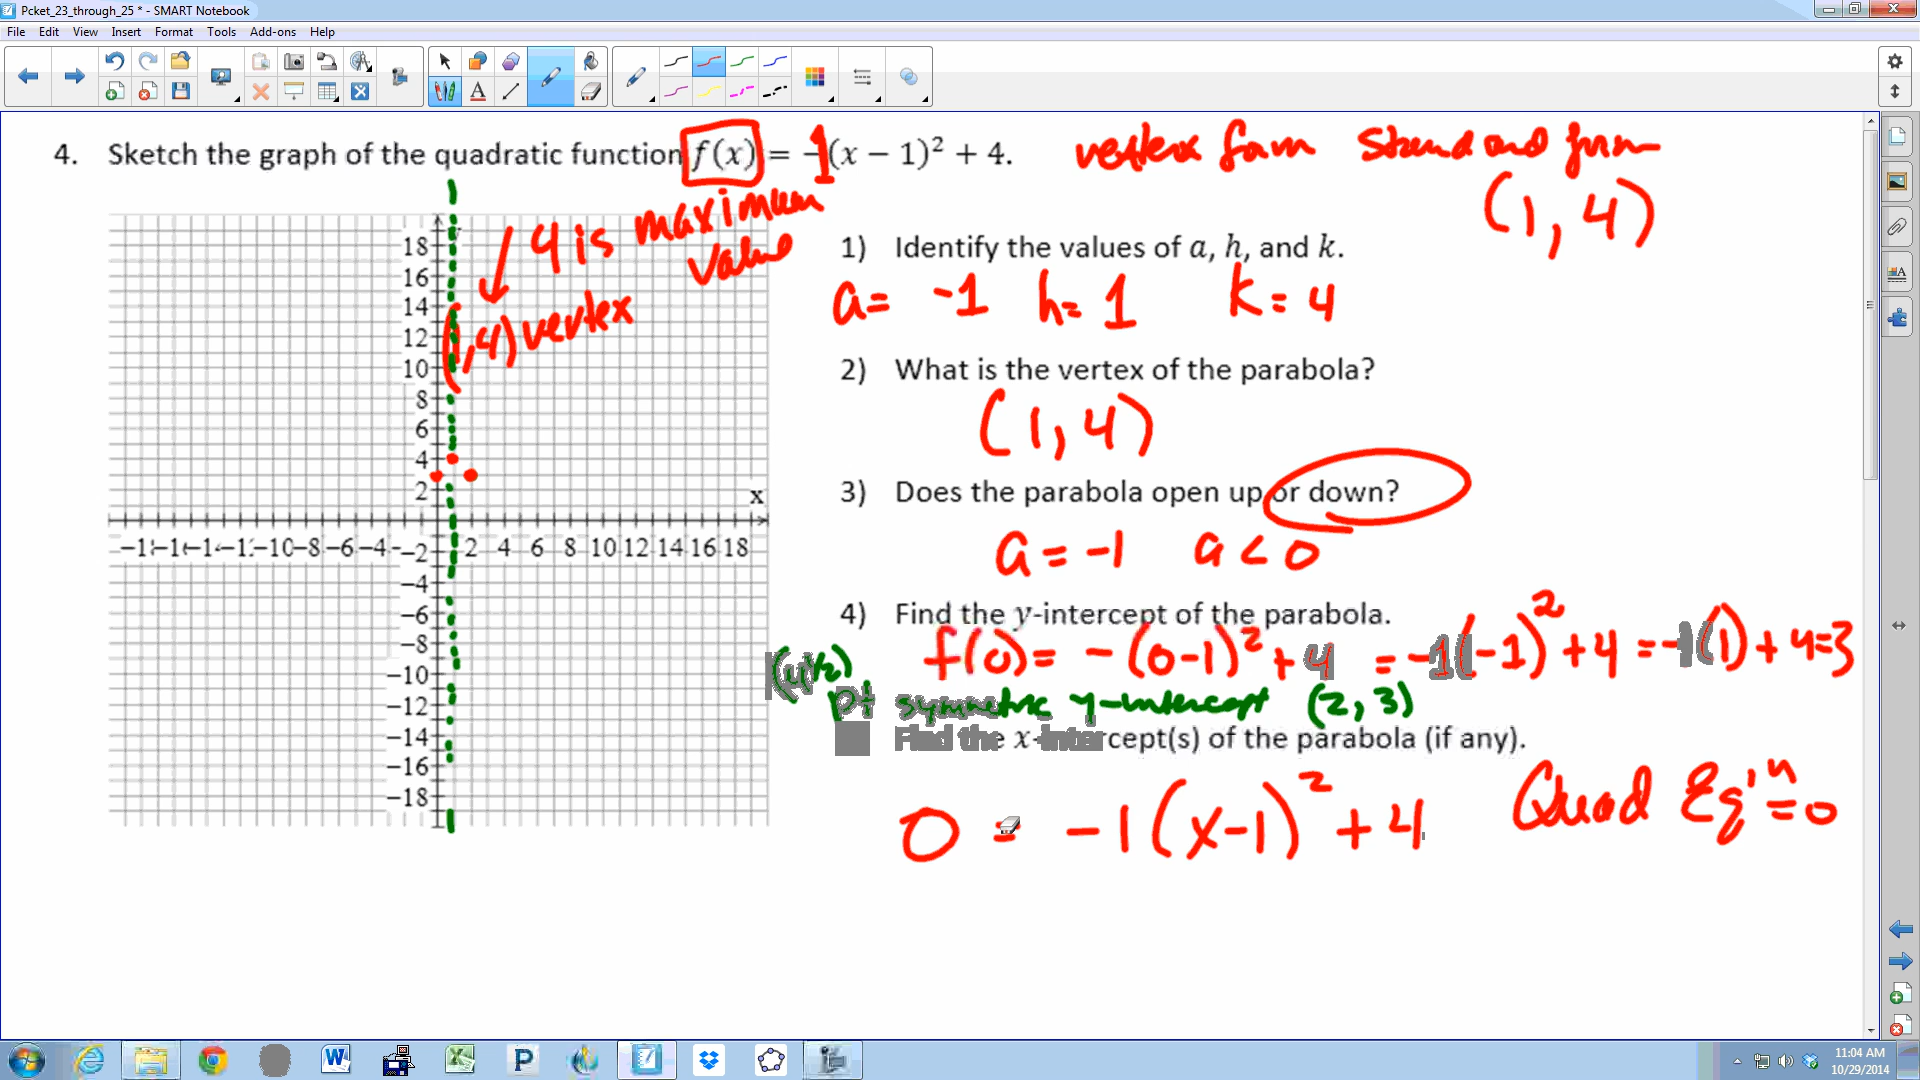 Pcket_23_through_25 * - SMART Notebook
File Edit View Insert Format Tools Add-ons Help
4. Sketch the graph of the quadratic function f(x) = -1(x − 1)² + 4.
vertex form standard form
(1, 4)
4 is maximum
value
(1,4) vertex
18
16
14
12
10
8
6
4
2
x
-10 -8 -6 -4 -2 2 4 6 8 10 12 14 16 18
-4
-6
-8
-10
-12
-14
-16
-18
1) Identify the values of a, h, and k.
a = -1 h = 1 k = 4
2) What is the vertex of the parabola?
(1, 4)
3) Does the parabola open up or down?
a = -1 a < 0
4) Find the y-intercept of the parabola.
f(0) = -(0-1)² + 4 = -1(-1)² + 4 = -1(1) + 4 = 3
pt symmetric y-intercept (2, 3)
Find the x-intercept(s) of the parabola (if any).
0 = -1(x-1)² + 4 Quad Eq'n = 0
11:04 AM
10/29/2014